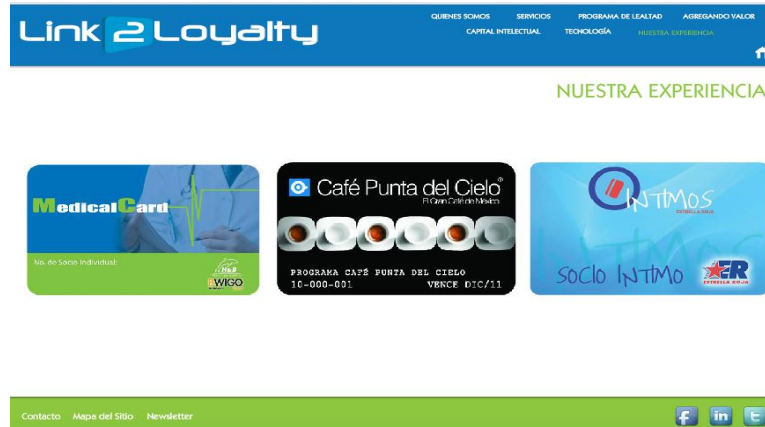 Link 2 Loyalty
QUIENES SOMOS SERVICIOS PROGRAMA DE LEALTAD AGREGANDO VALOR
CAPITAL INTELECTUAL TECNOLOGÍA NUESTRA EXPERIENCIA
NUESTRA EXPERIENCIA
MedicalCard
No. de Socio Individual:
H&S
EWIGO
Café Punta del Cielo®
El Gran Café de México
PROGRAMA CAFÉ PUNTA DEL CIELO
10-000-001 VENCE DIC/11
INTIMOS
ESTRELLA ROJA
INTIMOS
SOCIO INTIMO
ER
ESTRELLA ROJA
Contacto Mapa del Sitio Newsletter
f in t